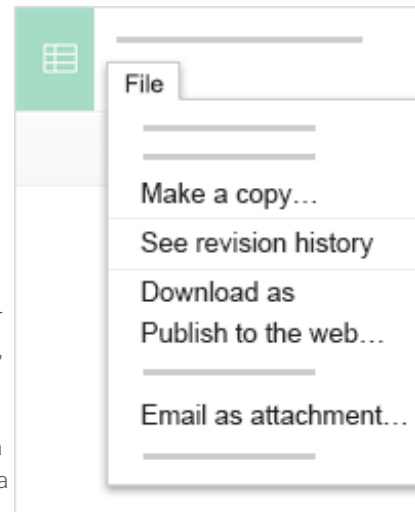 File
Make a copy…
See revision history
Download as
Publish to the web…
Email as attachment…
a